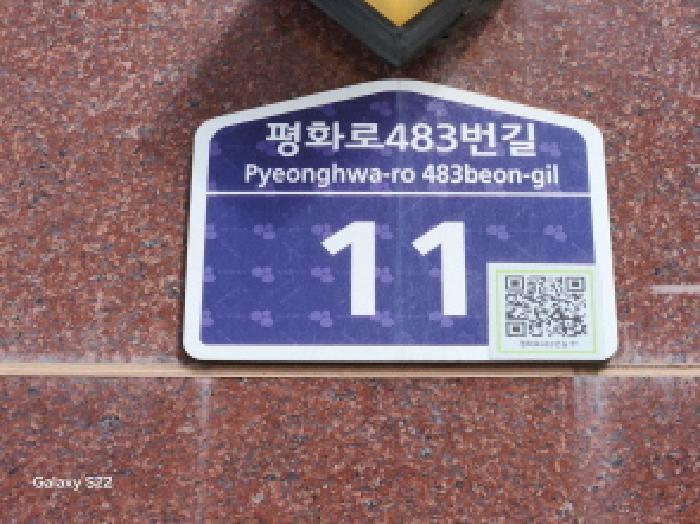 평화로483번길
Pyeonghwa-ro 483beon-gil
11
Galaxy S22